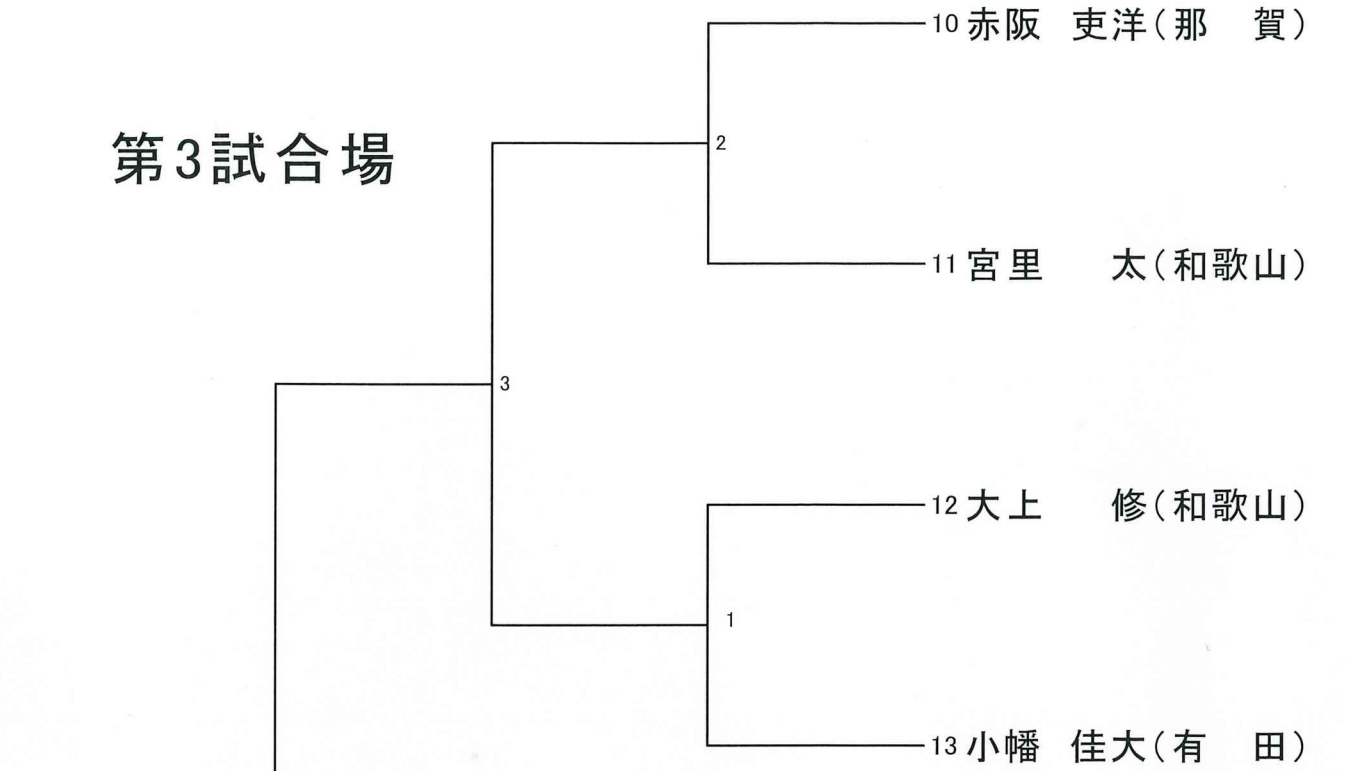 10 赤阪 吏洋(那 賀)
第3試合場
2
11 宮里 太(和歌山)
3
12 大上 修(和歌山)
1
13 小幡 佳大(有 田)